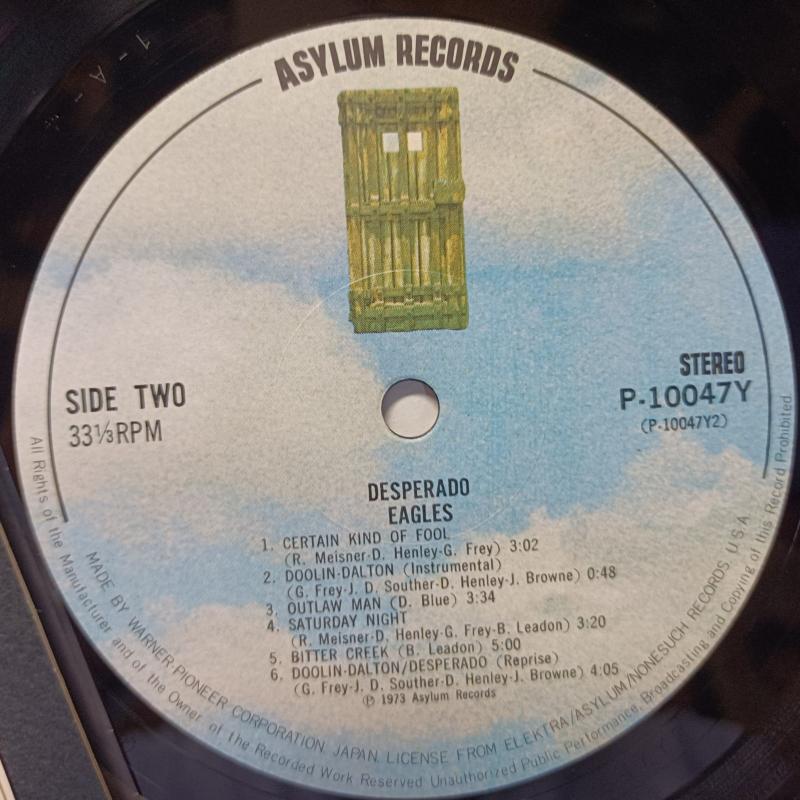 1-A-4
ASYLUM RECORDS
SIDE TWO
33⅓RPM
STEREO
P-10047Y
(P-10047Y2)
DESPERADO
EAGLES
1. CERTAIN KIND OF FOOL
(R. Meisner-D. Henley-G. Frey) 3:02
2. DOOLIN-DALTON (Instrumental)
(G. Frey-J. D. Souther-D. Henley-J. Browne) 0:48
3. OUTLAW MAN (D. Blue) 3:34
4. SATURDAY NIGHT
(R. Meisner-D. Henley-G. Frey-B. Leadon) 3:20
5. BITTER CREEK (B. Leadon) 5:00
6. DOOLIN-DALTON/DESPERADO (Reprise)
(G. Frey-J. D. Souther-D. Henley-J. Browne) 4:05
℗ 1973 Asylum Records
MADE BY WARNER-PIONEER CORPORATION, JAPAN. LICENSE FROM ELEKTRA/ASYLUM/NONESUCH RECORDS, U.S.A.
All Rights of the Manufacturer and of the Owner of the Recorded Work Reserved Unauthorized Public Performance, Broadcasting and Copying of this Record Prohibited.